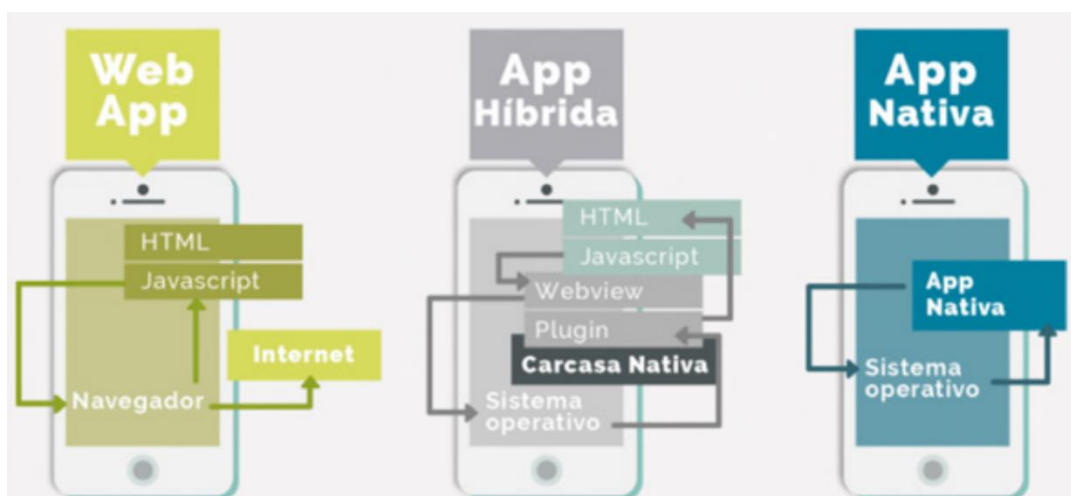 Web
App
HTML
Javascript
Internet
Navegador
App
Híbrida
HTML
Javascript
Webview
Plugin
Carcasa Nativa
Sistema
operativo
App
Nativa
App
Nativa
Sistema
operativo